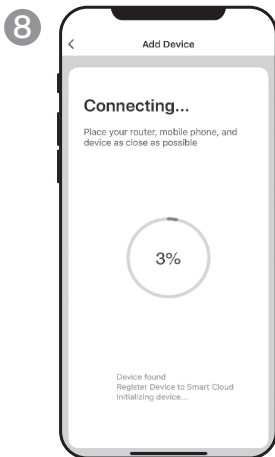 8
Add Device
Connecting...
Place your router, mobile phone, and
device as close as possible
3%
Device found
Register Device to Smart Cloud
Initializing device...